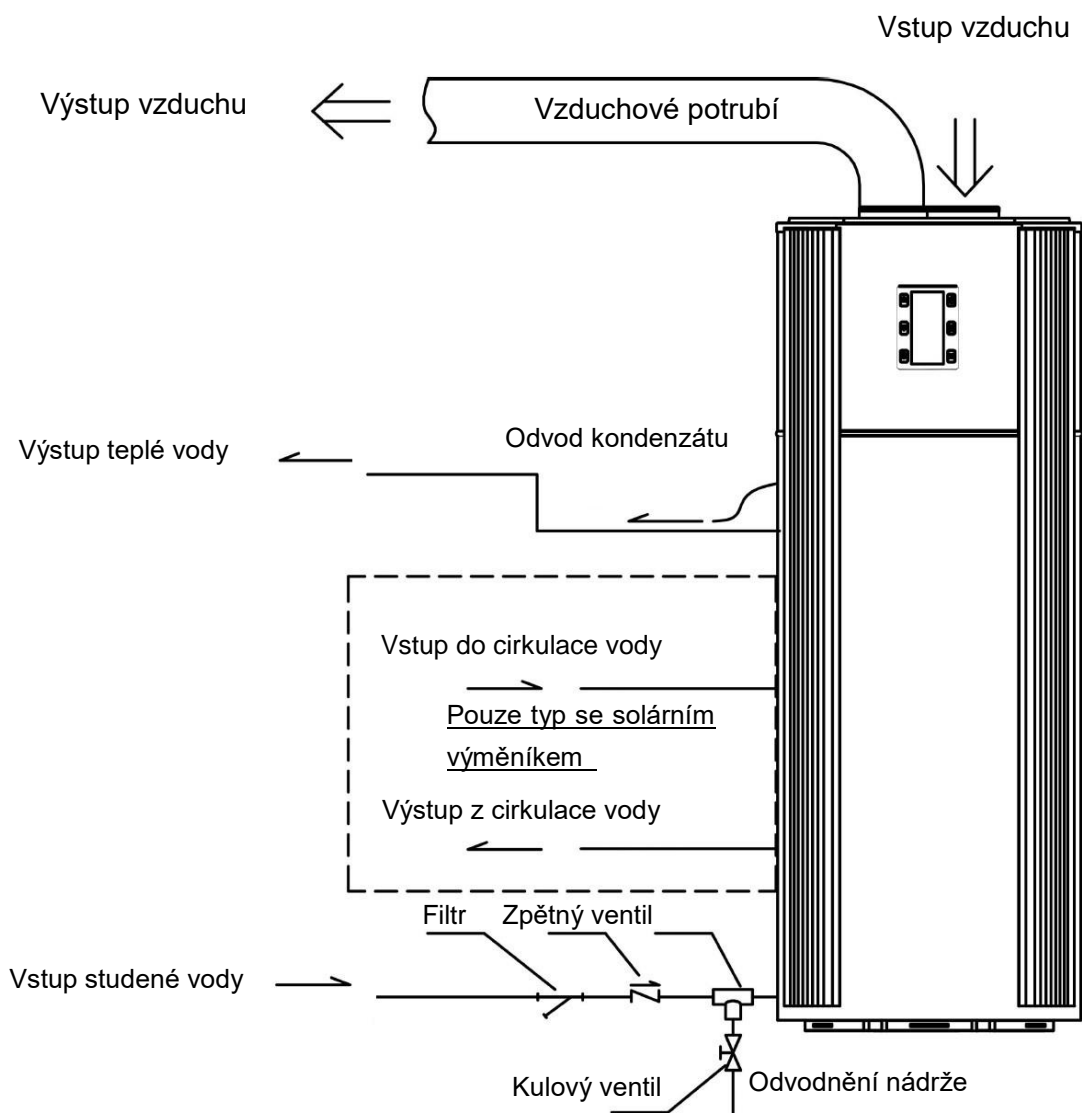 Vstup vzduchu
Výstup vzduchu
Vzduchové potrubí
Odvod kondenzátu
Výstup teplé vody
Vstup do cirkulace vody
Pouze typ se solárním
výměníkem
Výstup z cirkulace vody
Filtr
Zpětný ventil
Vstup studené vody
Kulový ventil
Odvodnění nádrže